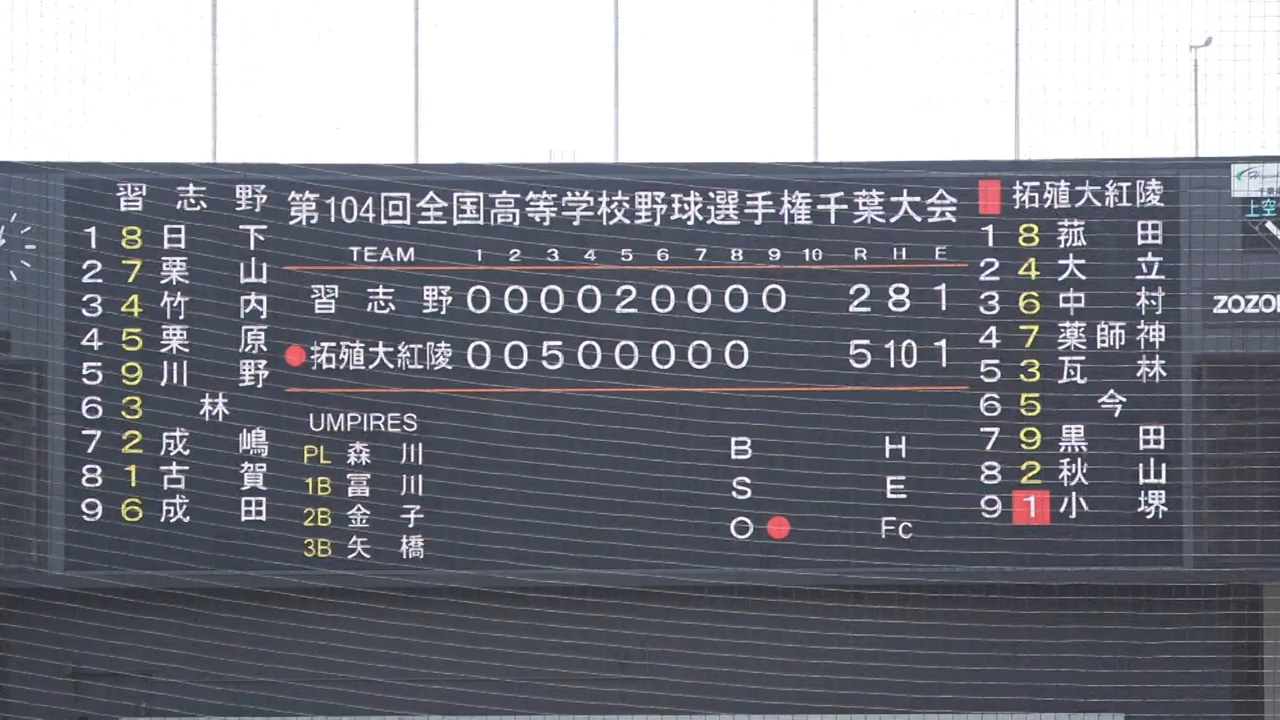 第104回全国高等学校野球選手権千葉大会
TEAM 1 2 3 4 5 6 7 8 9 10 R H E
習志野 0 0 0 0 2 0 0 0 0 2 8 1
拓殖大紅陵 0 0 5 0 0 0 0 0 5 10 1
習志野
1 8 日下
2 7 栗山
3 4 竹内
4 5 栗原
5 9 川野
6 3 林
7 2 成嶋
8 1 古賀
9 6 成田
UMPIRES
PL 森川
1B 冨川
2B 金子
3B 矢橋
B H
S E
O Fc
拓殖大紅陵
1 8 菰田
2 4 大立
3 6 中村
4 7 薬師神
5 3 瓦林
6 5 今
7 9 黒田
8 2 秋山
9 1 小堺
上空
ZOZO